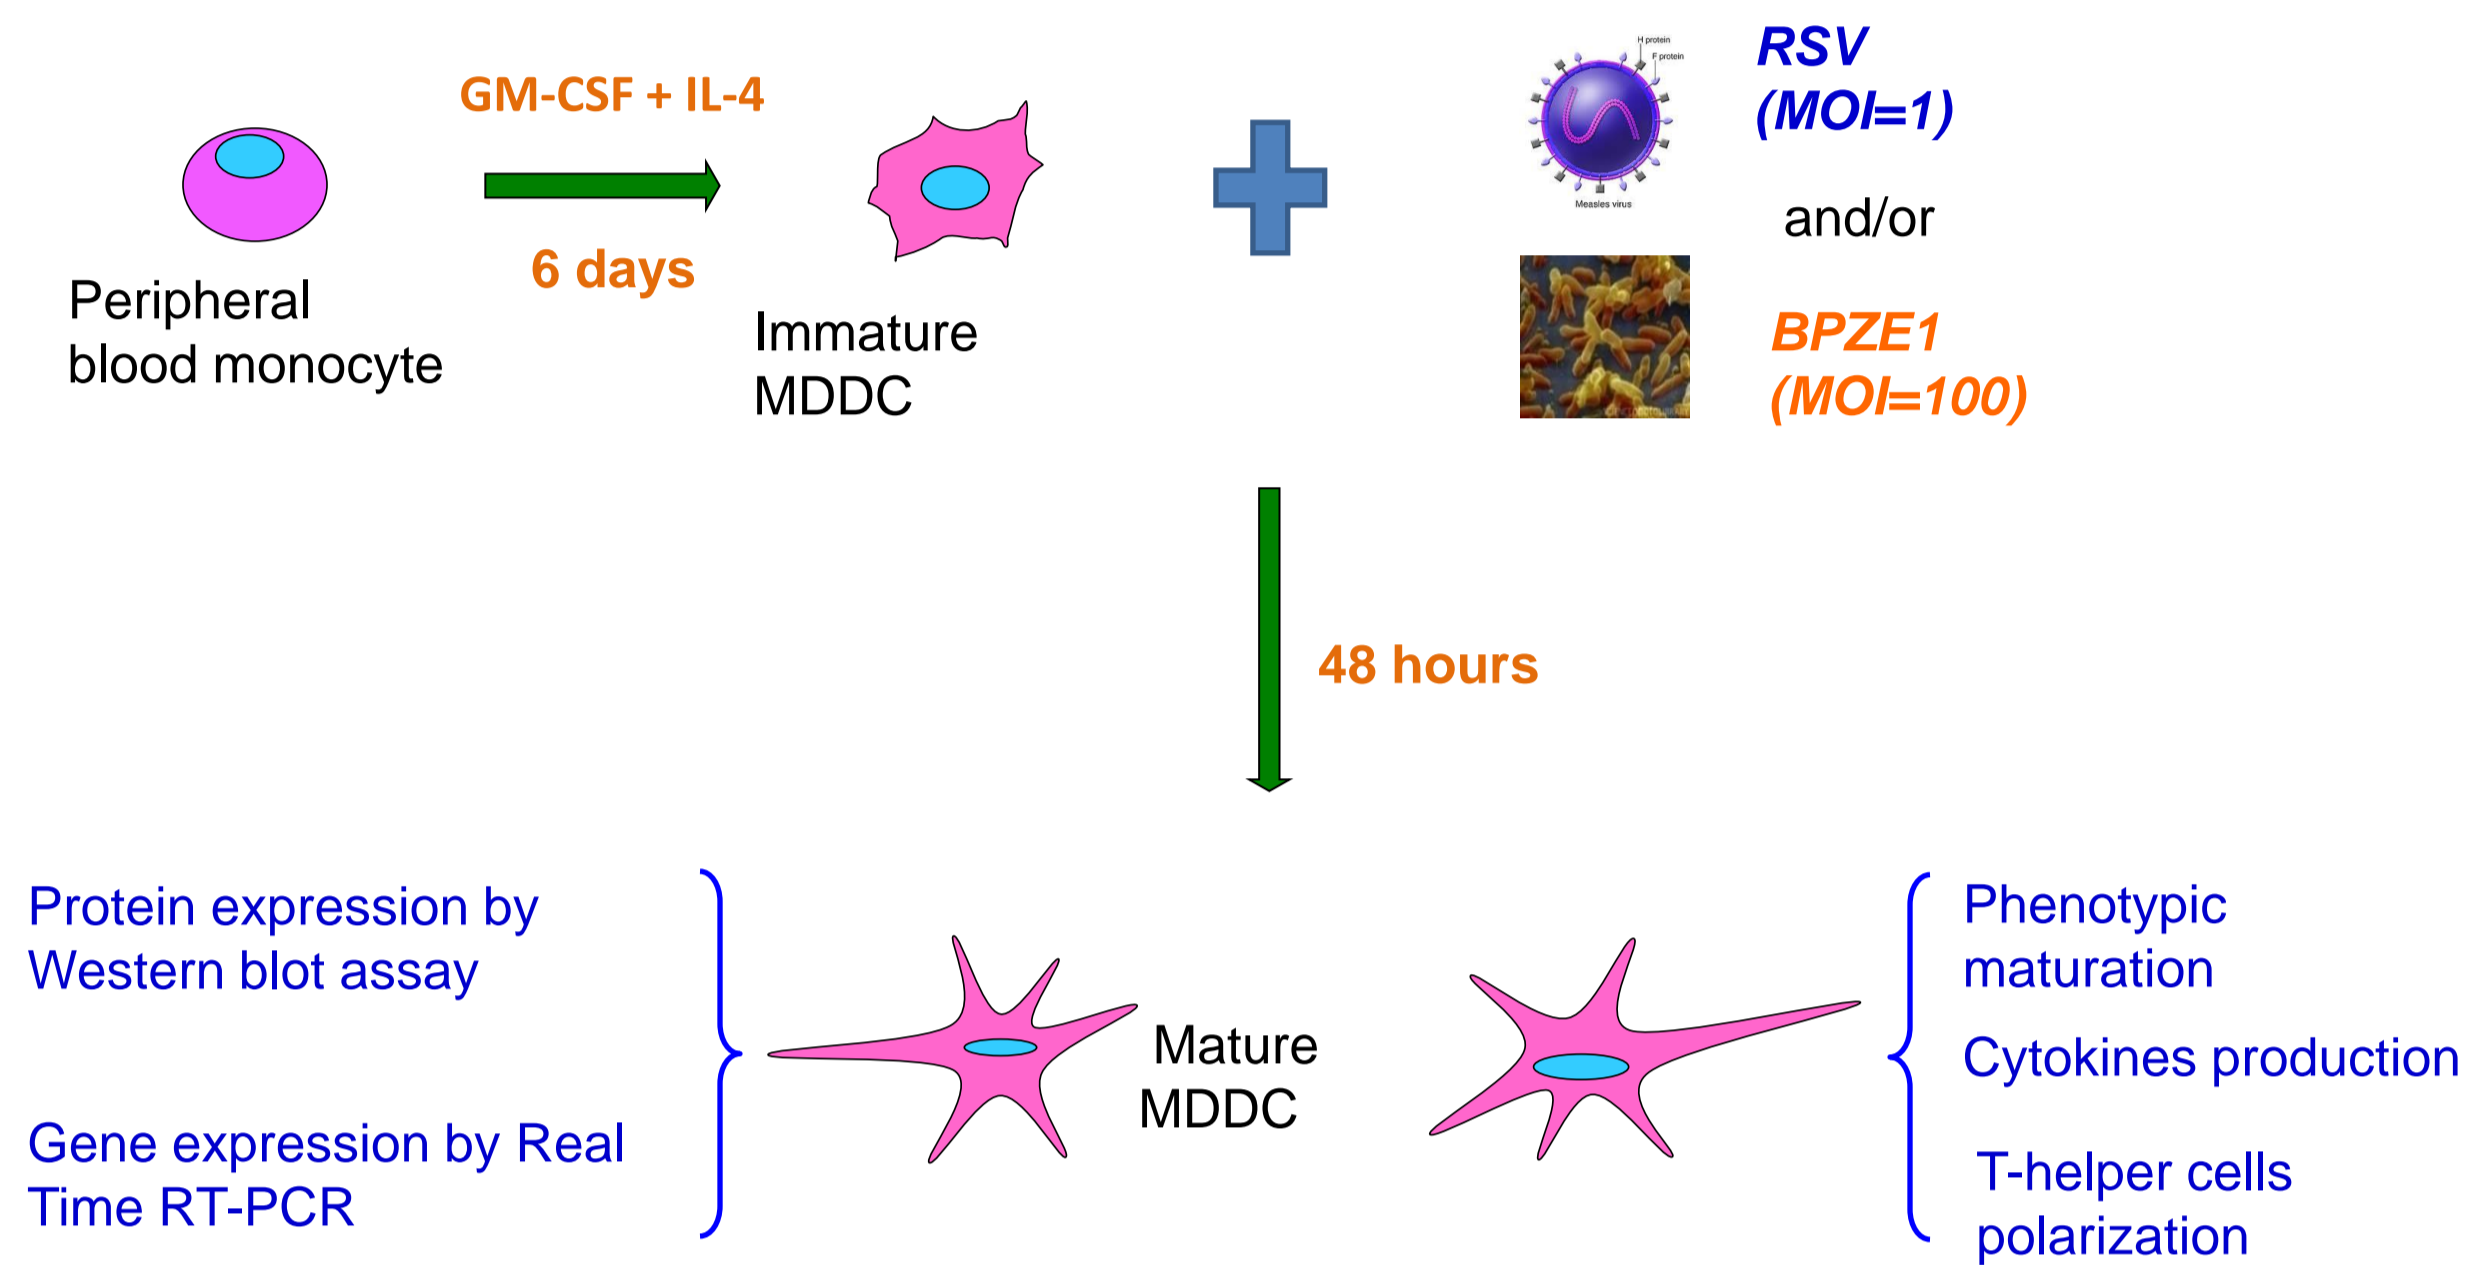 GM-CSF + IL-4
6 days
Peripheral
blood monocyte
Immature
MDDC
H protein
F protein
Measles virus
RSV
(MOI=1)
and/or
BPZE1
(MOI=100)
48 hours
Protein expression by
Western blot assay
Gene expression by Real
Time RT-PCR
Mature
MDDC
Phenotypic
maturation
Cytokines production
T-helper cells
polarization